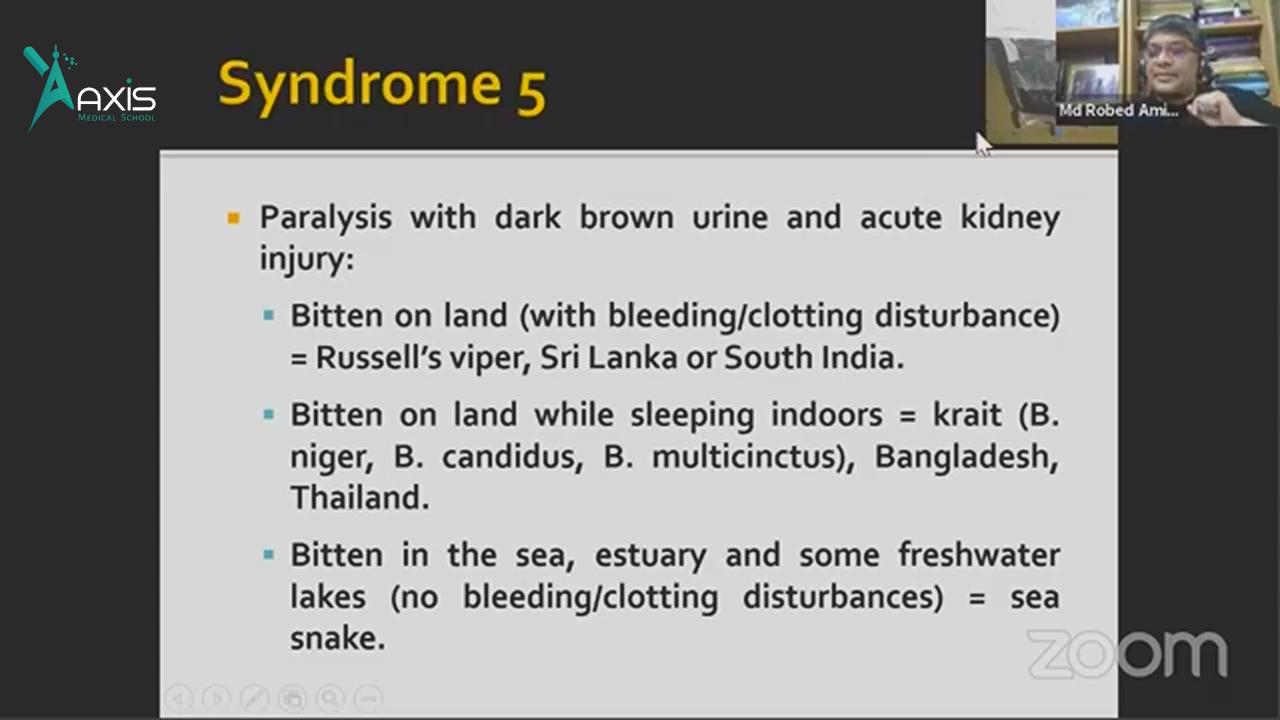 AXIS
MEDICAL SCHOOL
Syndrome 5
Md Robed Ami...
Paralysis with dark brown urine and acute kidney
injury:
Bitten on land (with bleeding/clotting disturbance)
= Russell's viper, Sri Lanka or South India.
Bitten on land while sleeping indoors = krait (B.
niger, B. candidus, B. multicinctus), Bangladesh,
Thailand.
Bitten in the sea, estuary and some freshwater
lakes (no bleeding/clotting disturbances) = sea
snake.
zoom